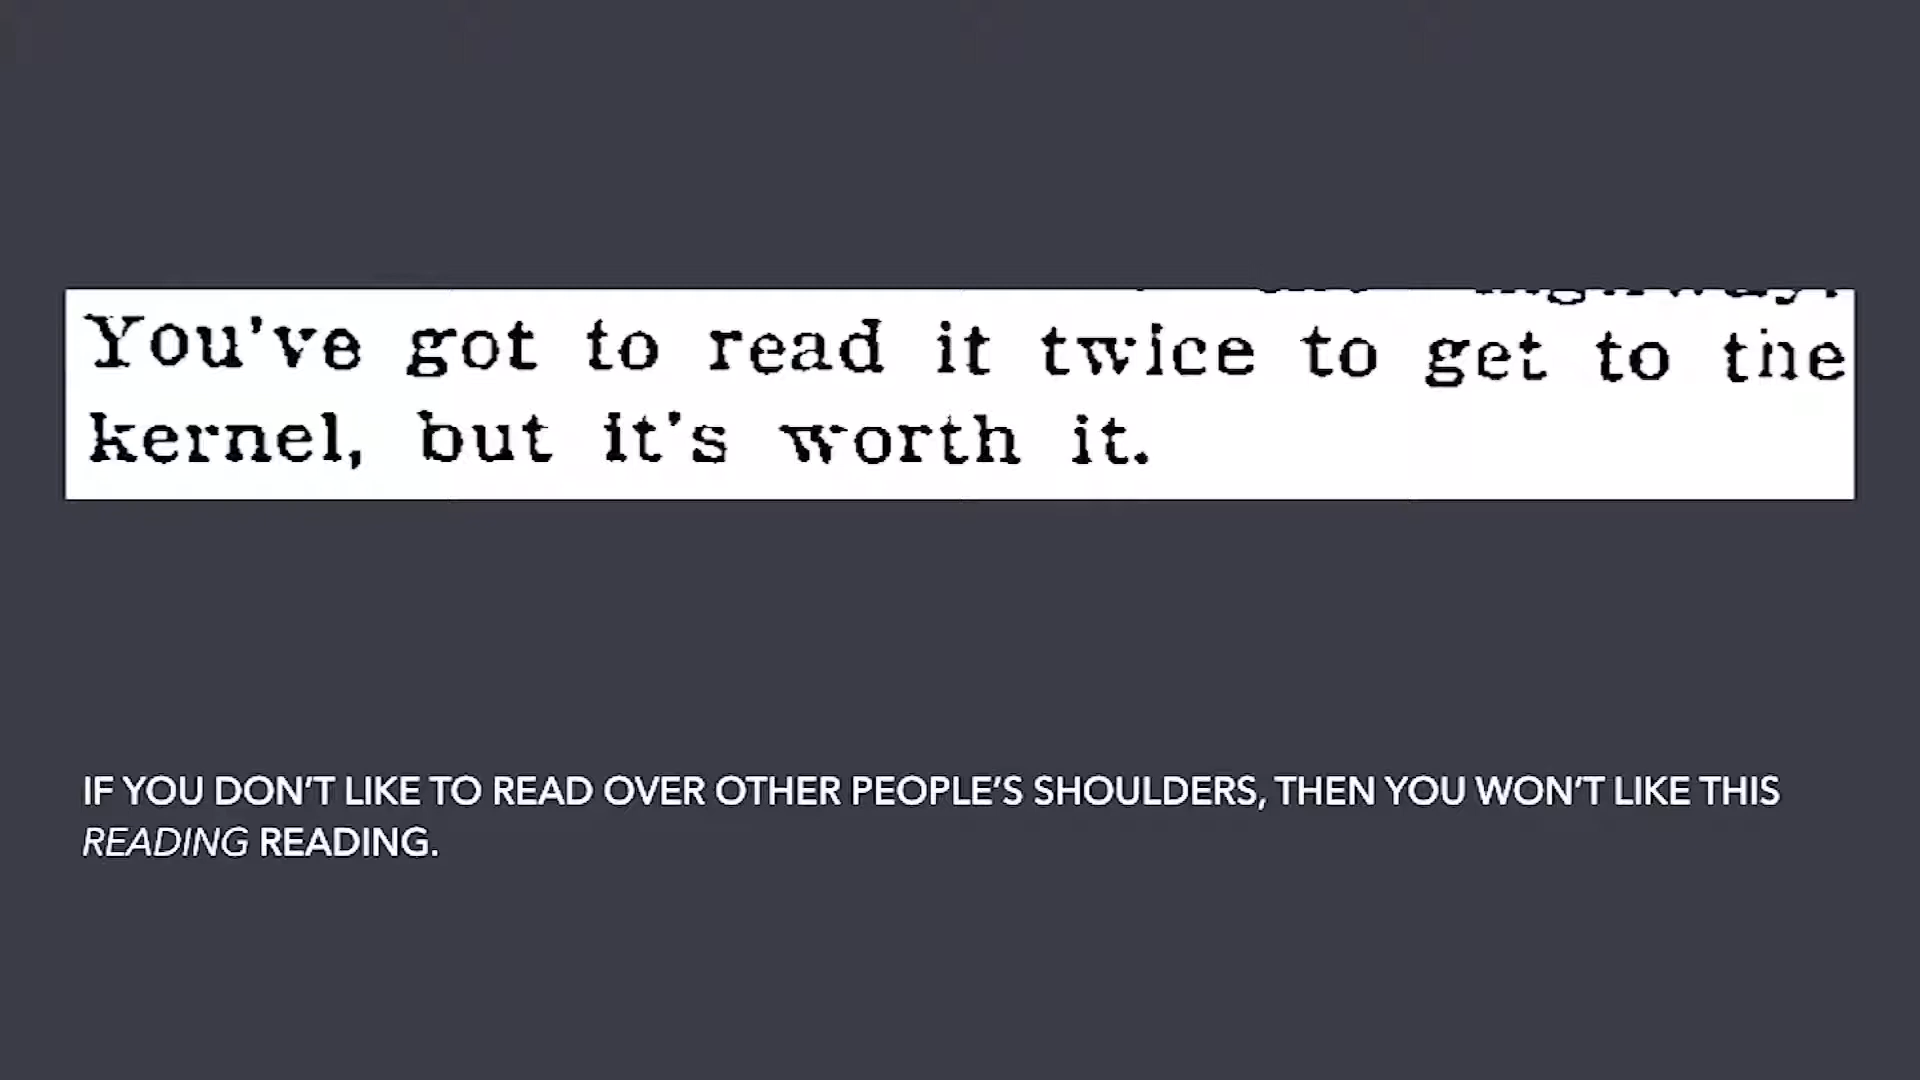 You've got to read it twice to get to the
kernel, but it's worth it.
IF YOU DON'T LIKE TO READ OVER OTHER PEOPLE'S SHOULDERS, THEN YOU WON'T LIKE THIS
READING READING.